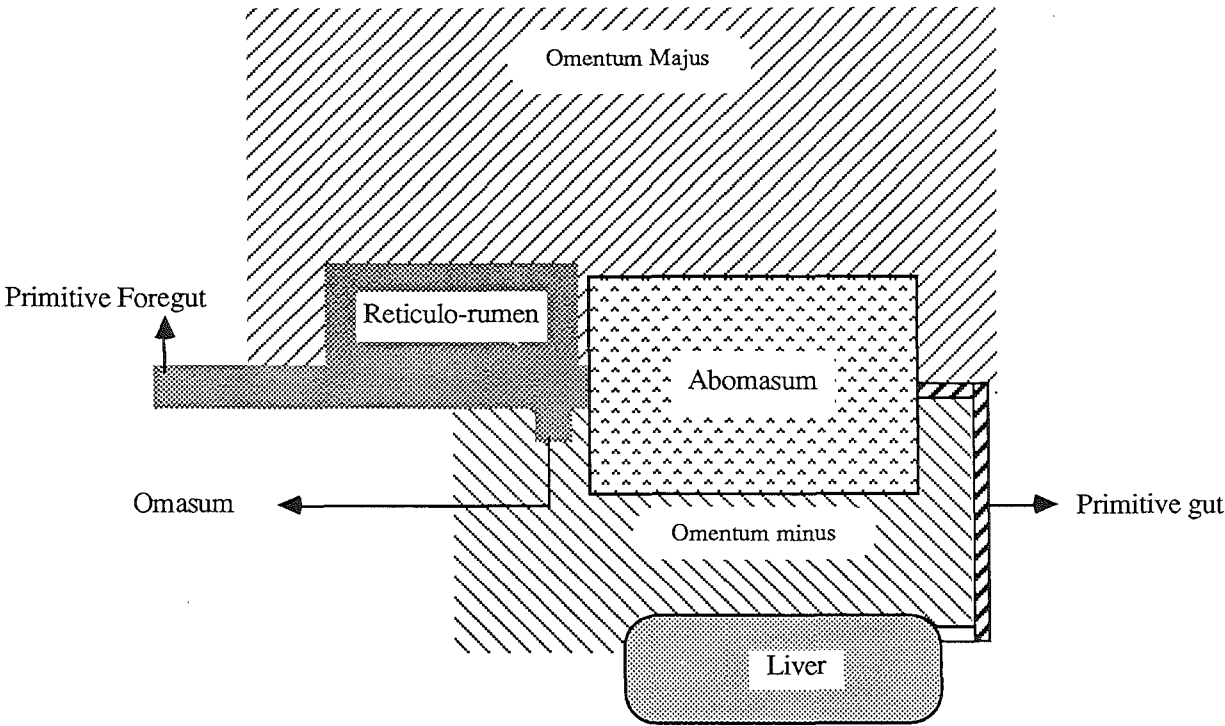 Omentum Majus
Primitive Foregut
Reticulo-rumen
Abomasum
Omasum
Primitive gut
Omentum minus
Liver